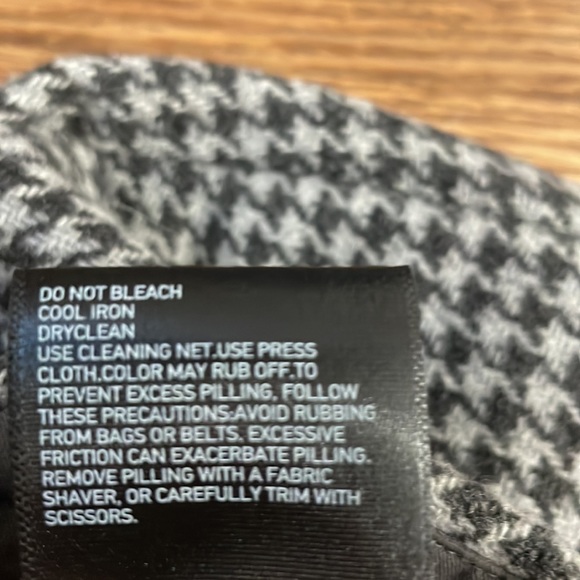 DO NOT BLEACH
COOL IRON
DRYCLEAN
USE CLEANING NET.USE PRESS
CLOTH.COLOR MAY RUB OFF.TO
PREVENT EXCESS PILLING, FOLLOW
THESE PRECAUTIONS:AVOID RUBBING
FROM BAGS OR BELTS. EXCESSIVE
FRICTION CAN EXACERBATE PILLING.
REMOVE PILLING WITH A FABRIC
SHAVER, OR CAREFULLY TRIM WITH
SCISSORS.